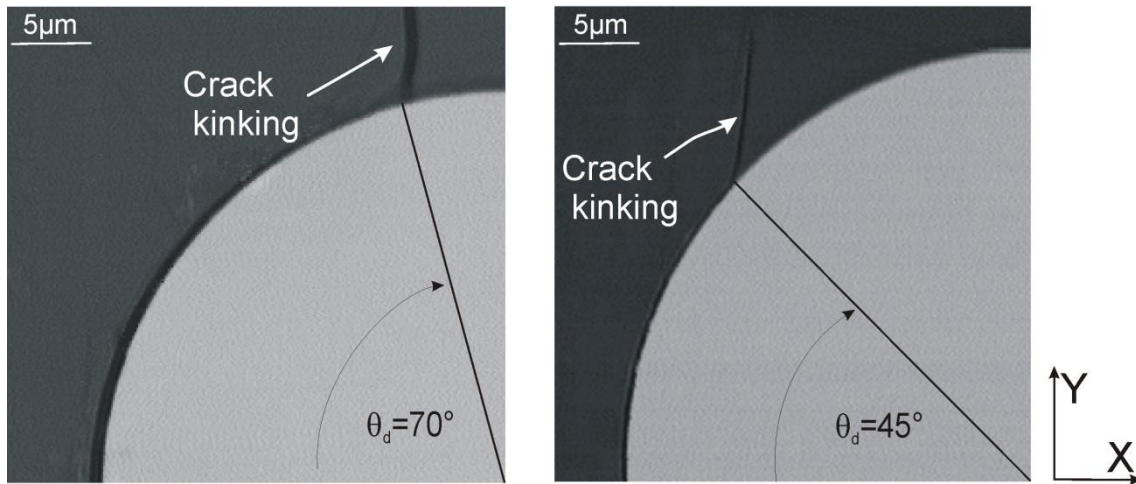 5µm
Crack
kinking
θd=70°
5µm
Crack
kinking
θd=45°
Y
X